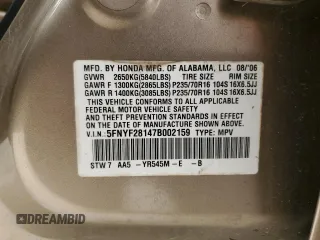 MFD. BY HONDA MFG. OF ALABAMA, LLC 08/'06
GVWR 2650KG(5840LBS) TIRE SIZE RIM SIZE
GAWR F 1300KG(2865LBS)P235/70R16 104S 16X6.5JJ
GAWR R 1400KG(3085LBS)P235/70R16 104S 16X6.5JJ
THIS VEHICLE CONFORMS TO ALL APPLICABLE
FEDERAL MOTOR VEHICLE SAFETY AND
THEFT PREVENTION STANDARDS IN EFFECT ON
THE DATE OF MANUFACTURE SHOWN ABOVE.
V.I.N: 5FNYF28147B002159 TYPE: MPV
STW7 AA5 -YR545M-E -B
DREAMBID